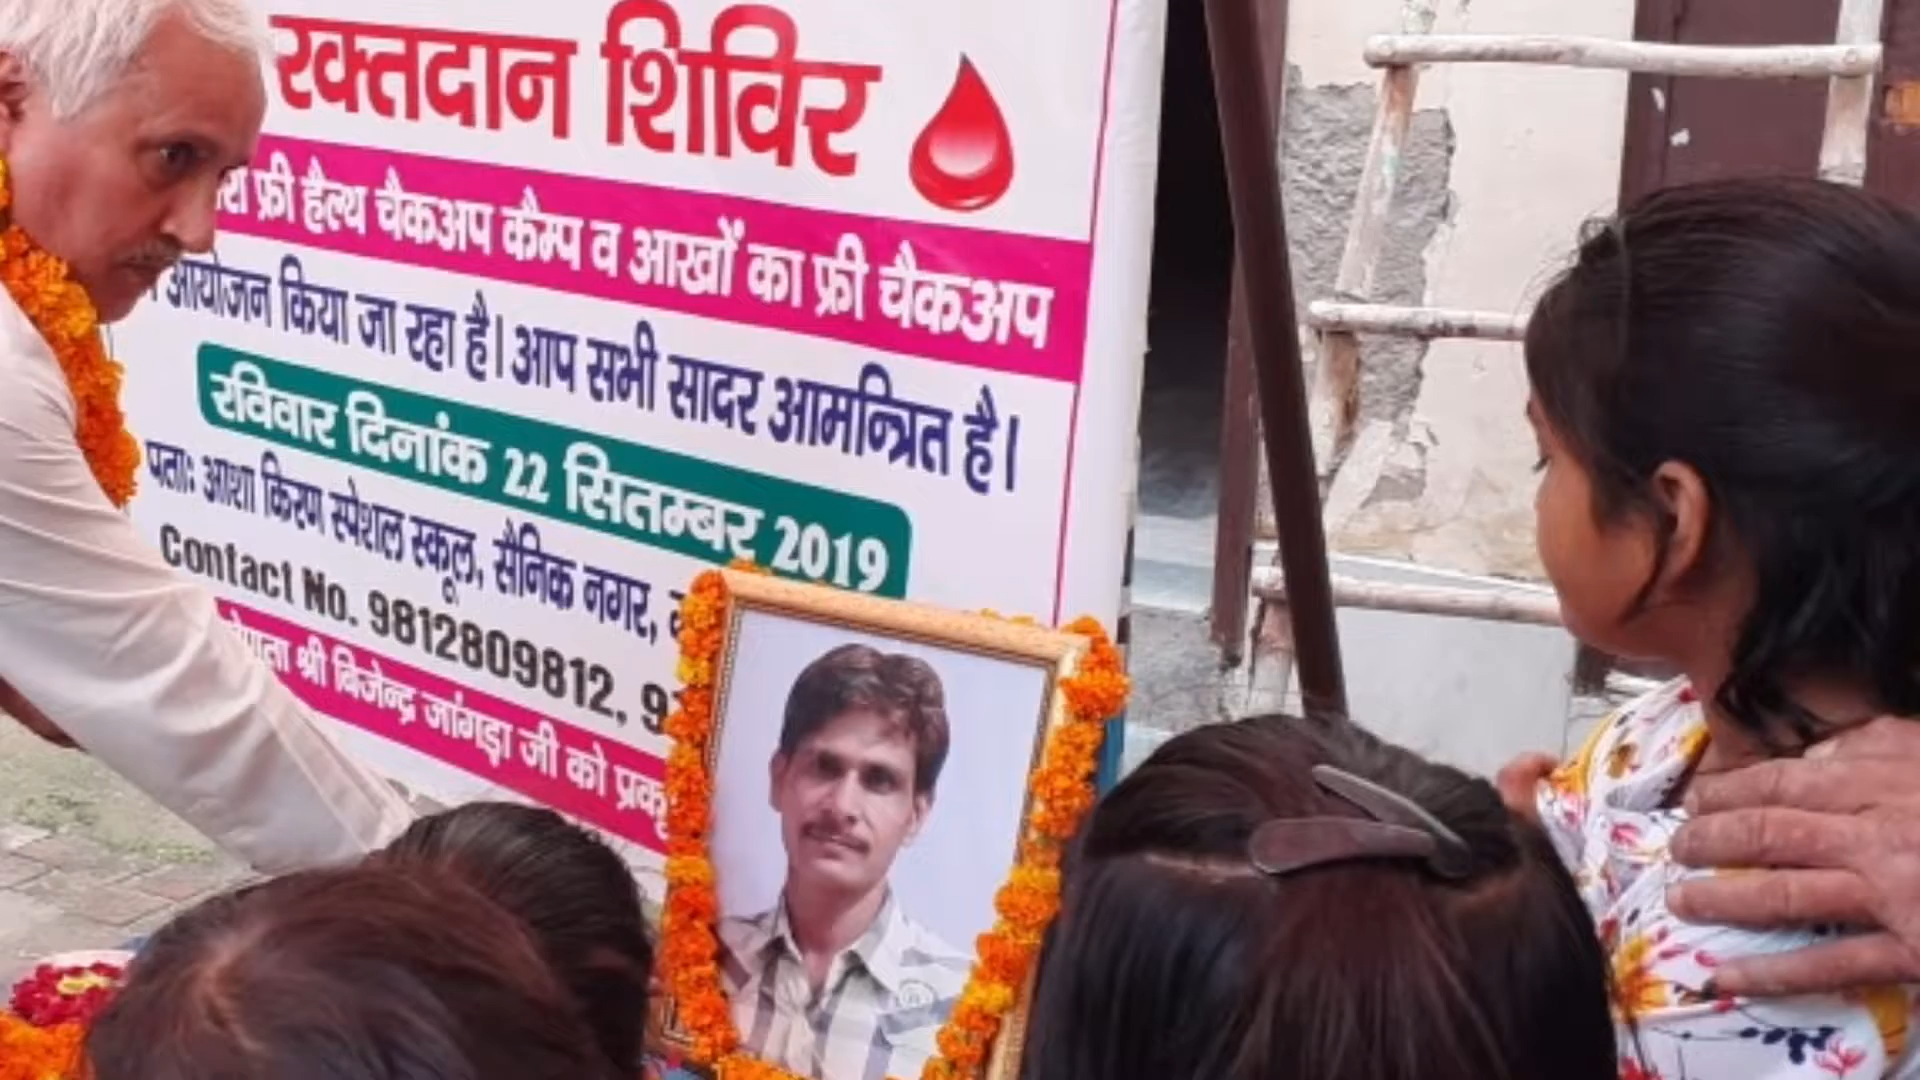 रक्तदान शिविर
फ्री हैल्थ चैकअप कैम्प व आखों का फ्री चैकअप
आयोजन किया जा रहा है। आप सभी सादर आमन्त्रित है।
रविवार दिनांक 22 सितम्बर 2019
पताः आशा किरण स्पेशल स्कूल, सैनिक नगर,
Contact No. 9812809812,
श्री बिजेन्द्र जांगड़ा जी को